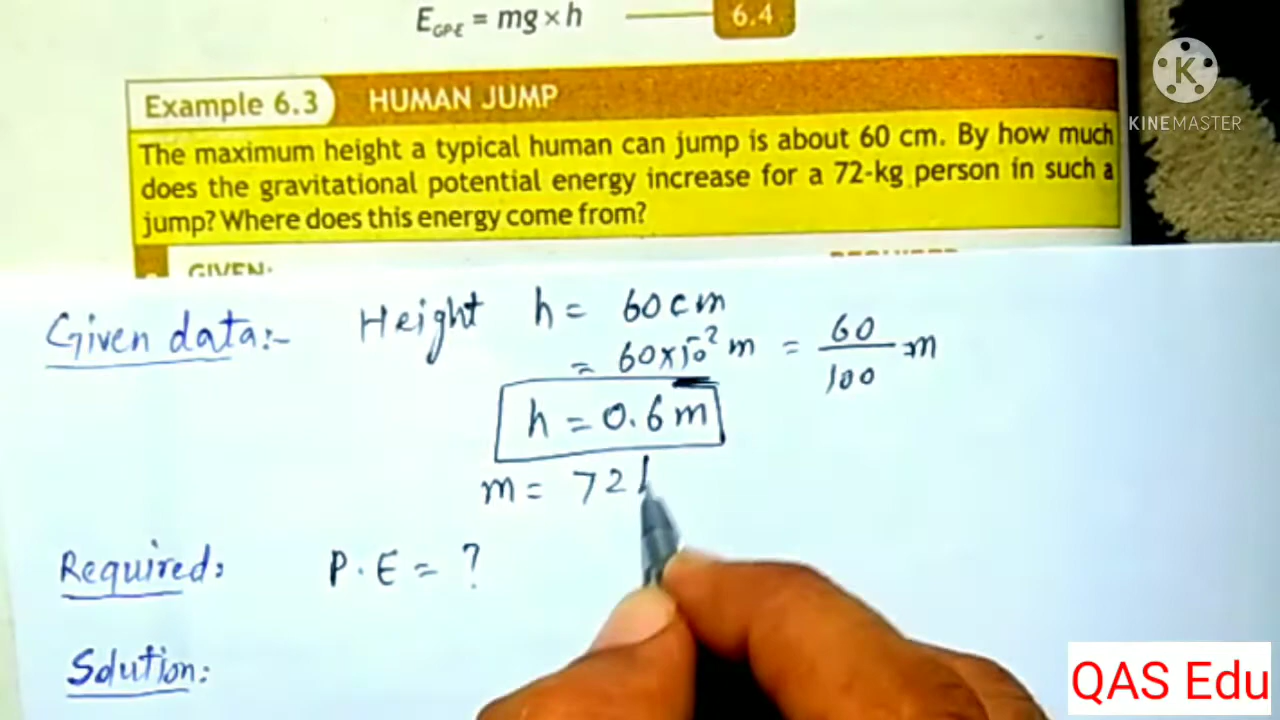 E_GPE = mg × h 6.4
K
KINEMASTER
Example 6.3 HUMAN JUMP
The maximum height a typical human can jump is about 60 cm. By how much
does the gravitational potential energy increase for a 72-kg person in such a
jump? Where does this energy come from?
GIVEN:
Given data:- Height h = 60cm
= 60×10⁻² m = 60/100 m
h = 0.6m
m = 72
Required: P.E = ?
Solution:
QAS Edu